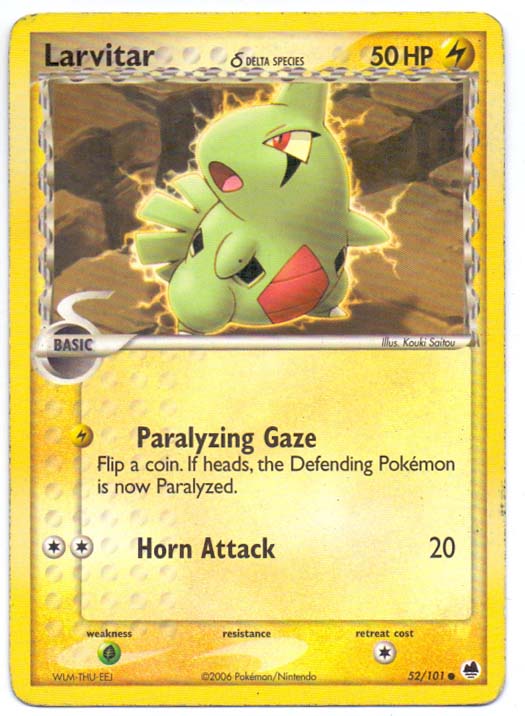 Larvitar δ DELTA SPECIES 50 HP
BASIC
Illus. Kouki Saitou
Paralyzing Gaze
Flip a coin. If heads, the Defending Pokémon
is now Paralyzed.
Horn Attack 20
weakness resistance retreat cost
WLM-THU-EEJ ©2006 Pokémon/Nintendo 52/101 ●